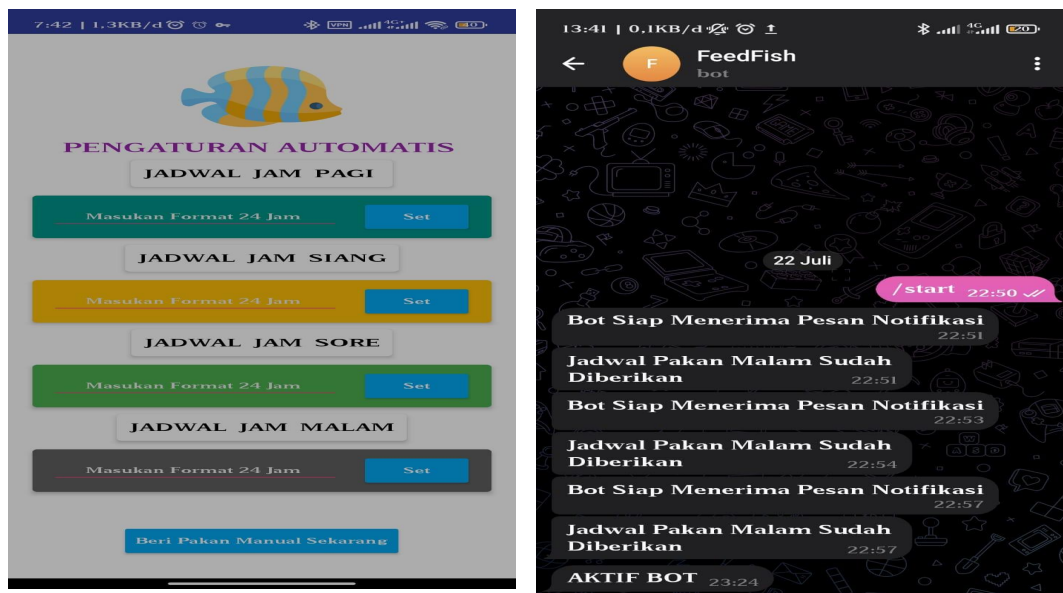 7:42 | 1,3KB/d
VPN 4G 80
PENGATURAN AUTOMATIS
JADWAL JAM PAGI
Masukan Format 24 Jam Set
JADWAL JAM SIANG
Masukan Format 24 Jam Set
JADWAL JAM SORE
Masukan Format 24 Jam Set
JADWAL JAM MALAM
Masukan Format 24 Jam Set
Beri Pakan Manual Sekarang
13:41 | 0,1KB/d
4G 20
F
FeedFish
bot
22 Juli
/start 22:50
Bot Siap Menerima Pesan Notifikasi
22:51
Jadwal Pakan Malam Sudah
Diberikan 22:51
Bot Siap Menerima Pesan Notifikasi
22:53
Jadwal Pakan Malam Sudah
Diberikan 22:54
Bot Siap Menerima Pesan Notifikasi
22:57
Jadwal Pakan Malam Sudah
Diberikan 22:57
AKTIF BOT 23:24